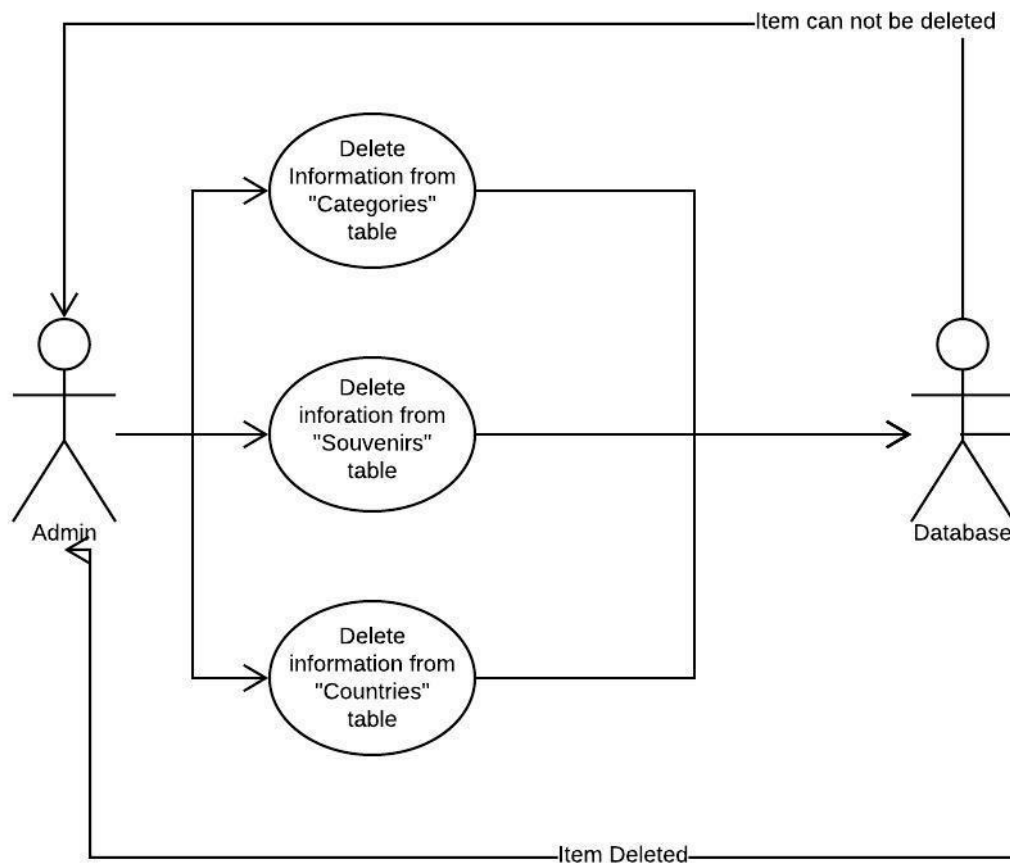 Item can not be deleted
Delete
Information from
"Categories"
table
Delete
inforation from
"Souvenirs"
table
Admin
Database
Delete
information from
"Countries"
table
Item Deleted